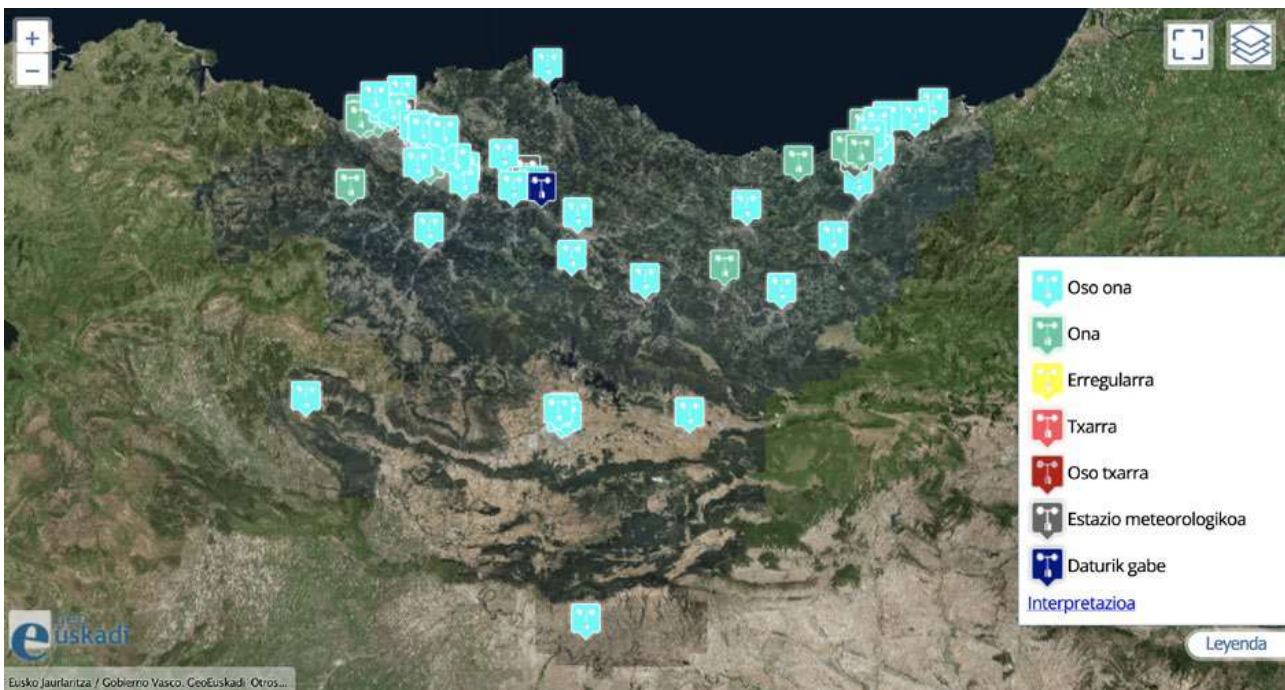 +
−
Oso ona
Ona
Erregularra
Txarra
Oso txarra
Estazio meteorologikoa
Daturik gabe
Interpretazioa
Leyenda
euskadi
Eusko Jaurlaritza / Gobierno Vasco. GeoEuskadi Otros...